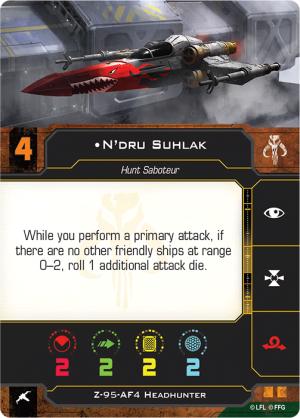 4
•N'dru Suhlak
Hunt Saboteur
While you perform a primary attack, if
there are no other friendly ships at range
0–2, roll 1 additional attack die.
2 2 2 2
Z-95-AF4 Headhunter
© LFL © FFG